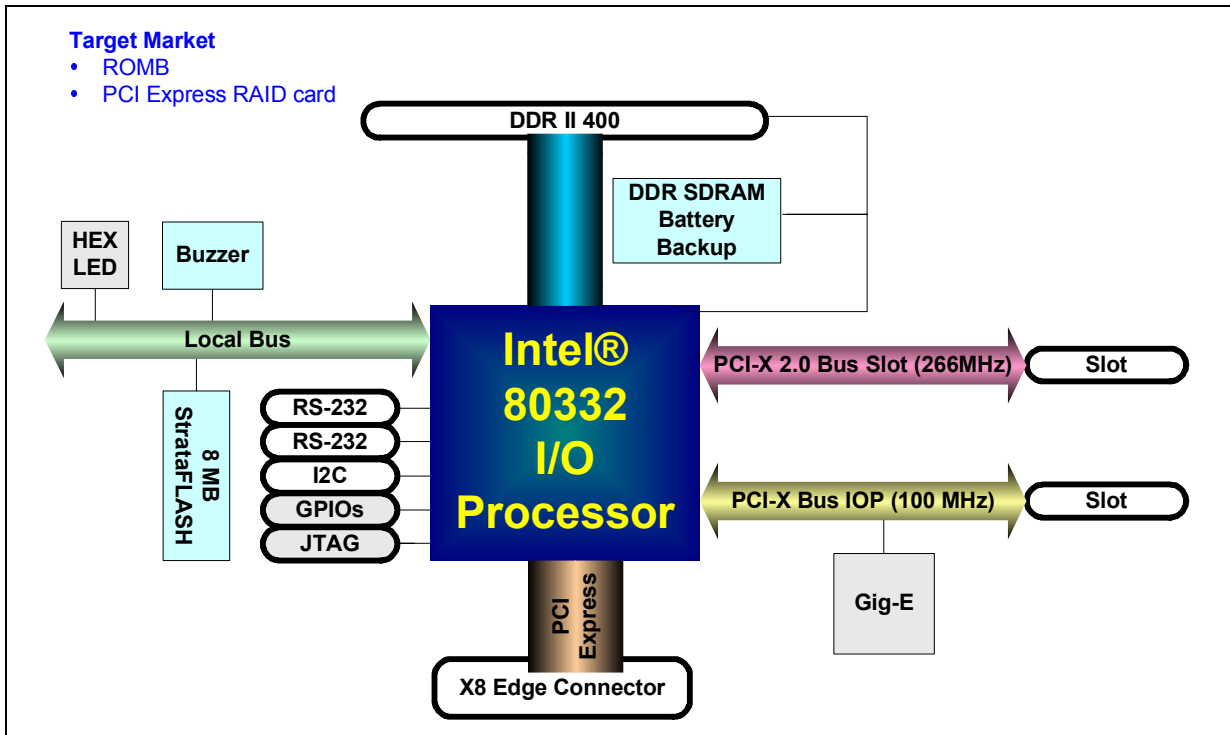 Target Market
• ROMB
• PCI Express RAID card
DDR II 400
DDR SDRAM
Battery
Backup
HEX
LED
Buzzer
Local Bus
8 MB
StrataFLASH
RS-232
RS-232
I2C
GPIOs
JTAG
Intel®
80332
I/O
Processor
PCI-X 2.0 Bus Slot (266MHz)
Slot
PCI-X Bus IOP (100 MHz)
Slot
Gig-E
PCI
Express
X8 Edge Connector